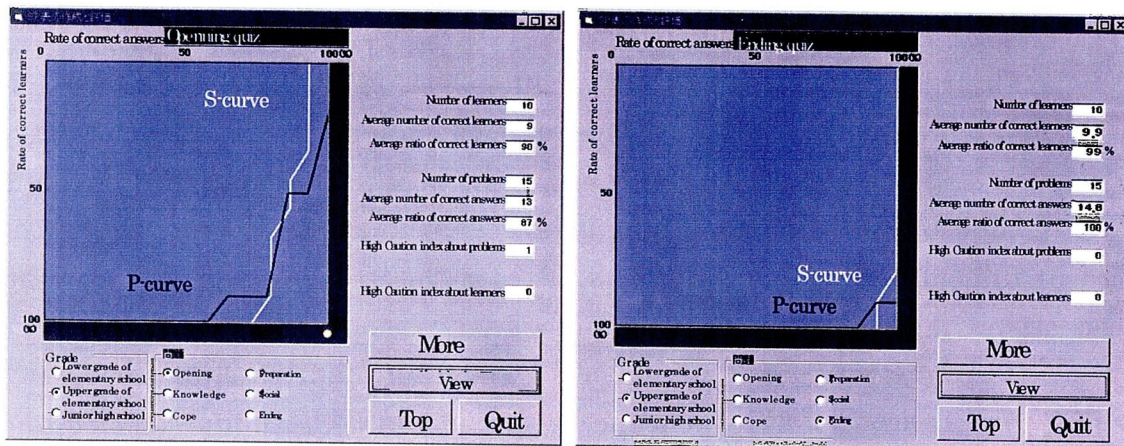 Rate of correct answers Openning quiz
0 50 10000
Rate of correct learners
S-curve
50
P-curve
100
(%)
Number of learners 10
Average number of correct learners 9
Average ratio of correct learners 90 %
Number of problems 15
Average number of correct answers 13
Average ratio of correct answers 87 %
High Caution index about problems 1
High Caution index about learners 0
Grade
Lower grade of
elementary school
Upper grade of
elementary school
Junior high school
Opening
Knowledge
Cope
Preparation
Social
Ending
More
View
Top Quit
Rate of correct answers Ending quiz
0 50 10000
Rate of correct learners
50
S-curve
P-curve
100
(%)
Number of learners 10
Average number of correct learners 9.9
Average ratio of correct learners 99 %
Number of problems 15
Average number of correct answers 14.8
Average ratio of correct answers 100 %
High Caution index about problems 0
High Caution index about learners 0
Grade
Lower grade of
elementary school
Upper grade of
elementary school
Junior high school
Opening
Knowledge
Cope
Preparation
Social
Ending
More
View
Top Quit